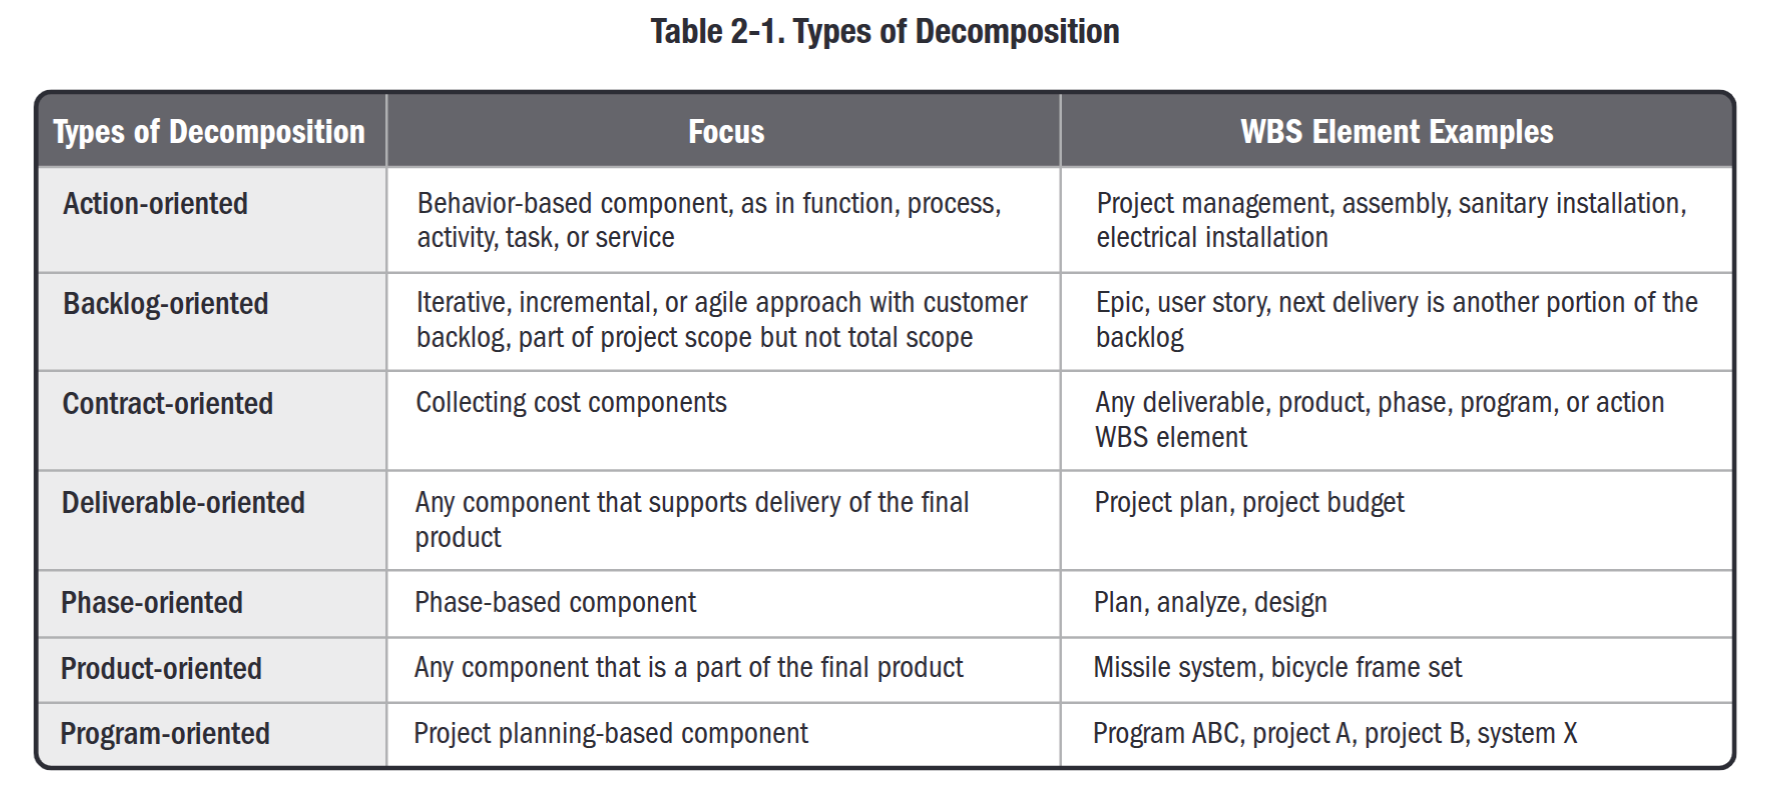 Table 2-1. Types of Decomposition
Types of Decomposition
Focus
WBS Element Examples
Action-oriented
Behavior-based component, as in function, process,
activity, task, or service
Project management, assembly, sanitary installation,
electrical installation
Backlog-oriented
Iterative, incremental, or agile approach with customer
backlog, part of project scope but not total scope
Epic, user story, next delivery is another portion of the
backlog
Contract-oriented
Collecting cost components
Any deliverable, product, phase, program, or action
WBS element
Deliverable-oriented
Any component that supports delivery of the final
product
Project plan, project budget
Phase-oriented
Phase-based component
Plan, analyze, design
Product-oriented
Any component that is a part of the final product
Missile system, bicycle frame set
Program-oriented
Project planning-based component
Program ABC, project A, project B, system X